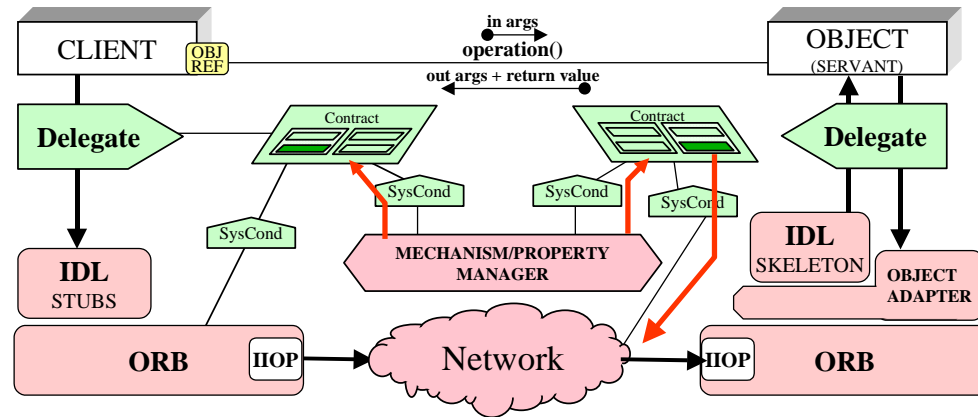 CLIENT
OBJ
REF
in args
operation()
out args + return value
OBJECT
(SERVANT)
Delegate
Contract
Contract
Delegate
SysCond
SysCond
SysCond
SysCond
MECHANISM/PROPERTY
MANAGER
IDL
STUBS
IDL
SKELETON
OBJECT
ADAPTER
ORB
IIOP
Network
IIOP
ORB